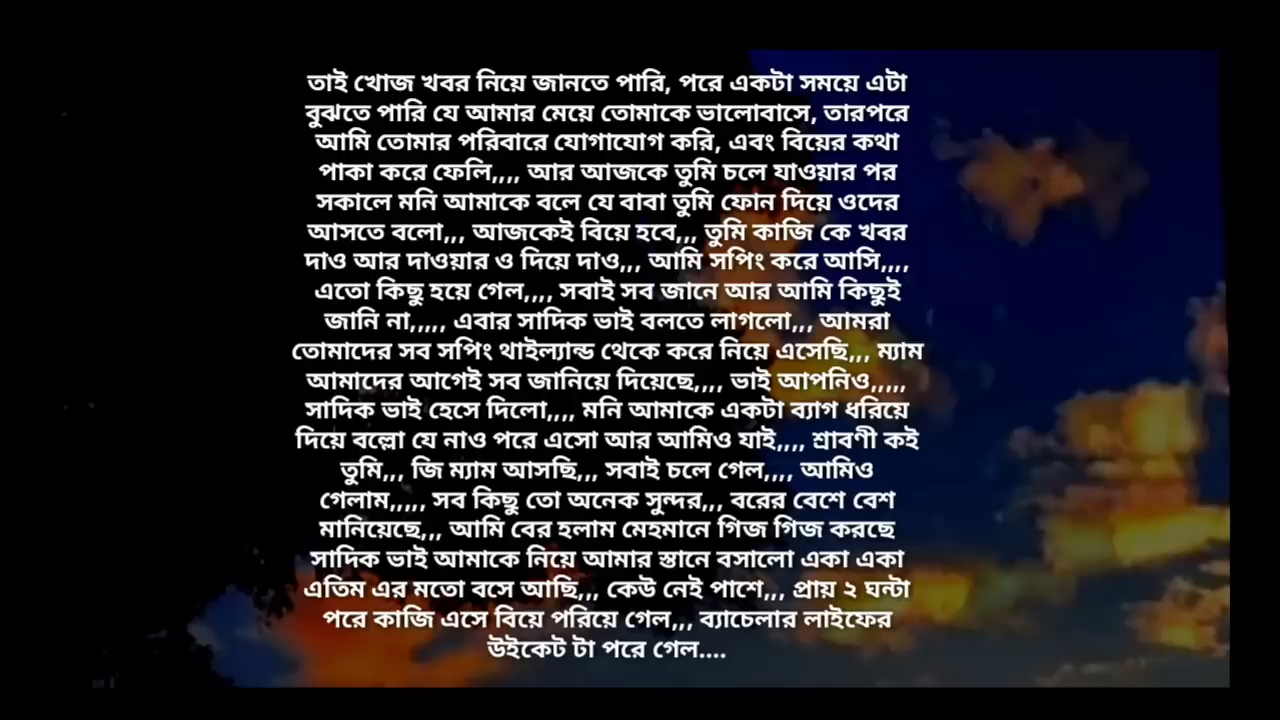 তাই খোজ খবর নিয়ে জানতে পারি, পরে একটা সময়ে এটা
বুঝতে পারি যে আমার মেয়ে তোমাকে ভালোবাসে, তারপরে
আমি তোমার পরিবারে যোগাযোগ করি, এবং বিয়ের কথা
পাকা করে ফেলি,,,, আর আজকে তুমি চলে যাওয়ার পর
সকালে মনি আমাকে বলে যে বাবা তুমি ফোন দিয়ে ওদের
আসতে বলো,,, আজকেই বিয়ে হবে,,, তুমি কাজি কে খবর
দাও আর দাওয়ার ও দিয়ে দাও,,, আমি সপিং করে আসি,,,,
এতো কিছু হয়ে গেল,,,, সবাই সব জানে আর আমি কিছুই
জানি না,,,,, এবার সাদিক ভাই বলতে লাগলো,,, আমরা
তোমাদের সব সপিং থাইল্যান্ড থেকে করে নিয়ে এসেছি,,, ম্যাম
আমাদের আগেই সব জানিয়ে দিয়েছে,,,, ভাই আপনিও,,,,,
সাদিক ভাই হেসে দিলো,,,, মনি আমাকে একটা ব্যাগ ধরিয়ে
দিয়ে বল্লো যে নাও পরে এসো আর আমিও যাই,,,, শ্রাবণী কই
তুমি,,, জি ম্যাম আসছি,,, সবাই চলে গেল,,,, আমিও
গেলাম,,,,, সব কিছু তো অনেক সুন্দর,,, বরের বেশে বেশ
মানিয়েছে,,, আমি বের হলাম মেহমানে গিজ গিজ করছে
সাদিক ভাই আমাকে নিয়ে আমার স্তানে বসালো একা একা
এতিম এর মতো বসে আছি,,, কেউ নেই পাশে,,, প্রায় ২ ঘন্টা
পরে কাজি এসে বিয়ে পরিয়ে গেল,,, ব্যাচেলার লাইফের
উইকেট টা পরে গেল....